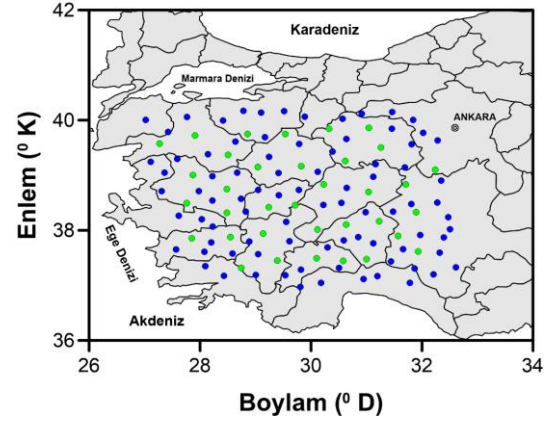 42
40
38
36
Enlem (⁰ K)
Karadeniz
Marmara Denizi
ANKARA
Ege Denizi
Akdeniz
26
28
30
32
34
Boylam (⁰ D)